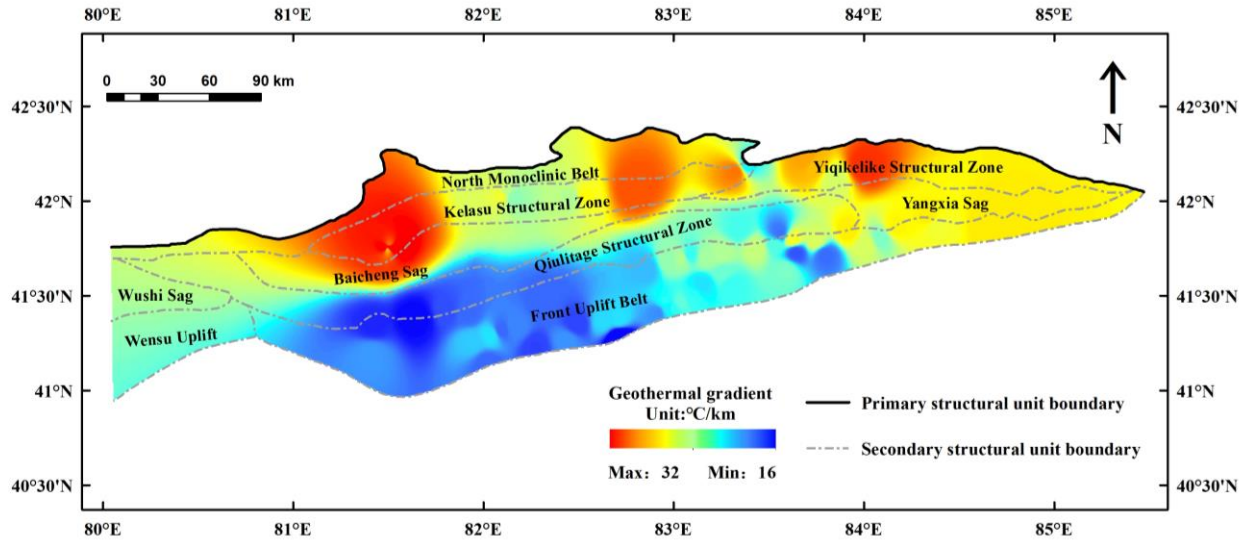 80°E 81°E 82°E 83°E 84°E 85°E
0 30 60 90 km
N
42°30'N 42°30'N
42°N 42°N
41°30'N 41°30'N
41°N 41°N
40°30'N 40°30'N
North Monoclinic Belt
Yiqikelike Structural Zone
Kelasu Structural Zone
Yangxia Sag
Qiulitage Structural Zone
Baicheng Sag
Wushi Sag
Front Uplift Belt
Wensu Uplift
Geothermal gradient
Unit:°C/km
Max：32 Min：16
Primary structural unit boundary
Secondary structural unit boundary
80°E 81°E 82°E 83°E 84°E 85°E